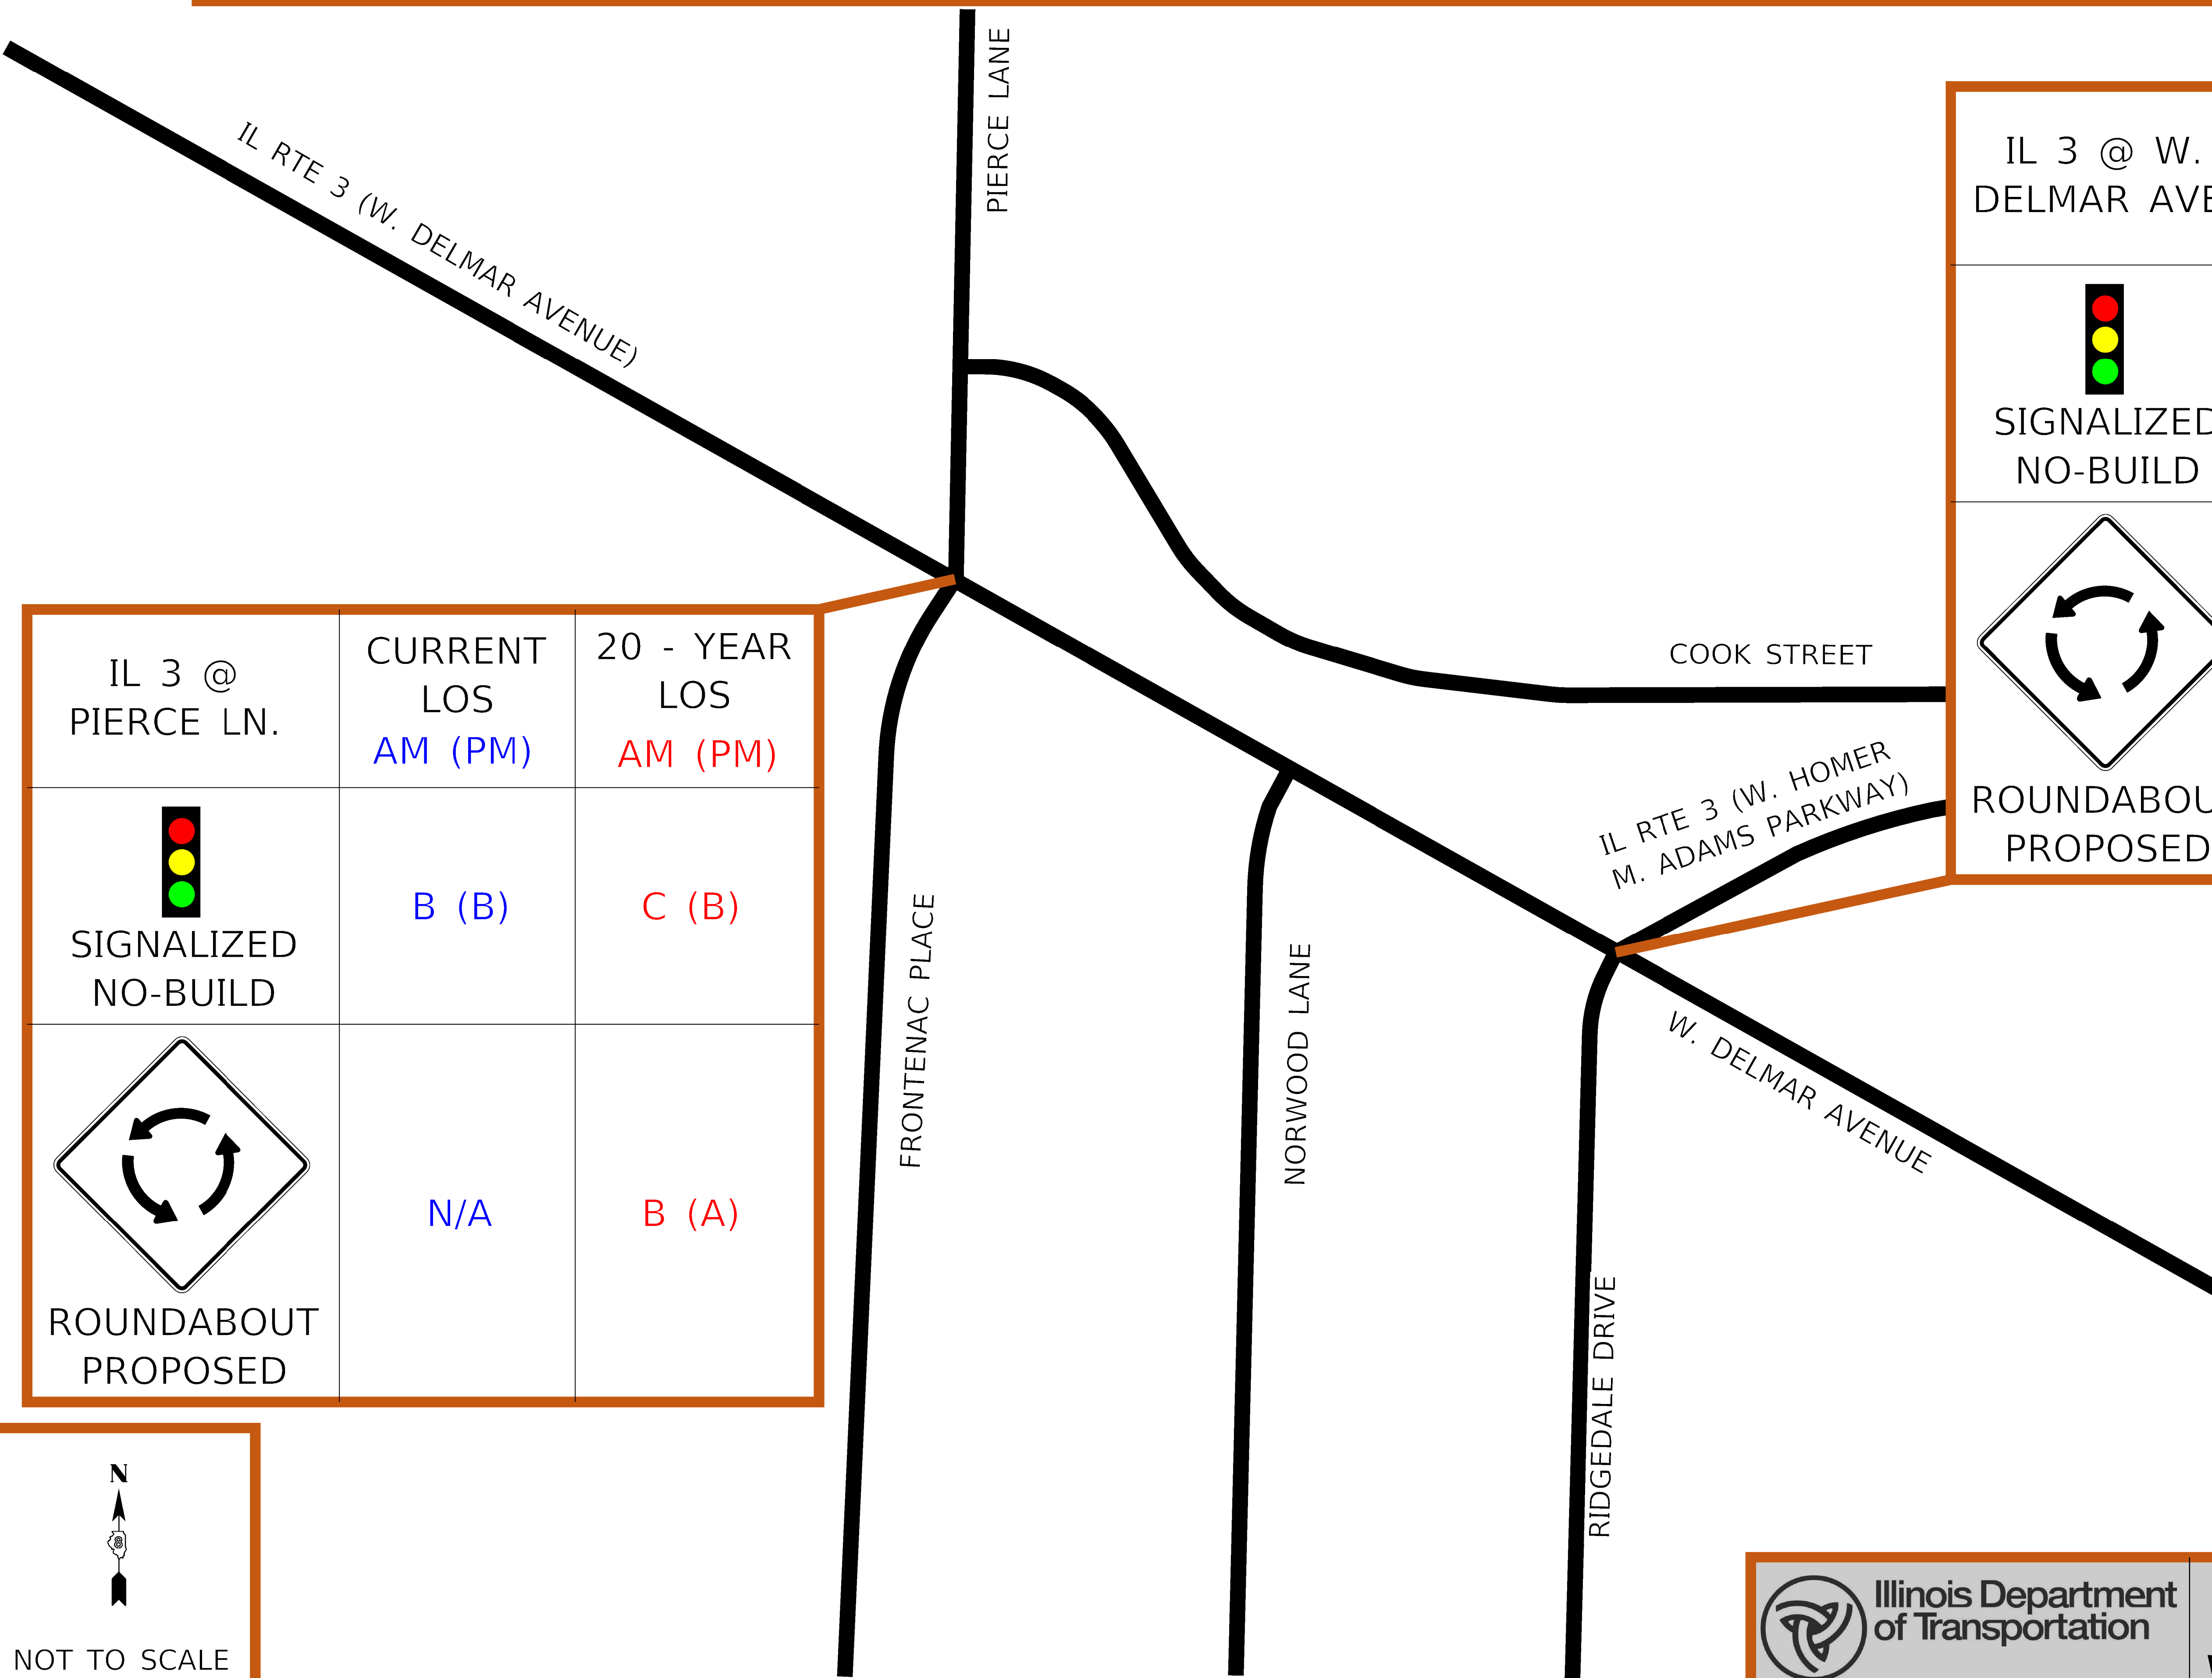 PIERCE LANE
IL RTE 3 (W. DELMAR AVENUE)
IL 3 @ W.
DELMAR AVE
SIGNALIZED
NO-BUILD
ROUNDABOU
PROPOSED
COOK STREET
IL RTE 3 (W. HOMER
M. ADAMS PARKWAY)
IL 3 @
PIERCE LN.
CURRENT
LOS
AM (PM)
20 - YEAR
LOS
AM (PM)
SIGNALIZED
NO-BUILD
B (B)
C (B)
ROUNDABOUT
PROPOSED
N/A
B (A)
FRONTENAC PLACE
NORWOOD LANE
W. DELMAR AVENUE
RIDGEDALE DRIVE
N
8
NOT TO SCALE
Illinois Department
of Transportation